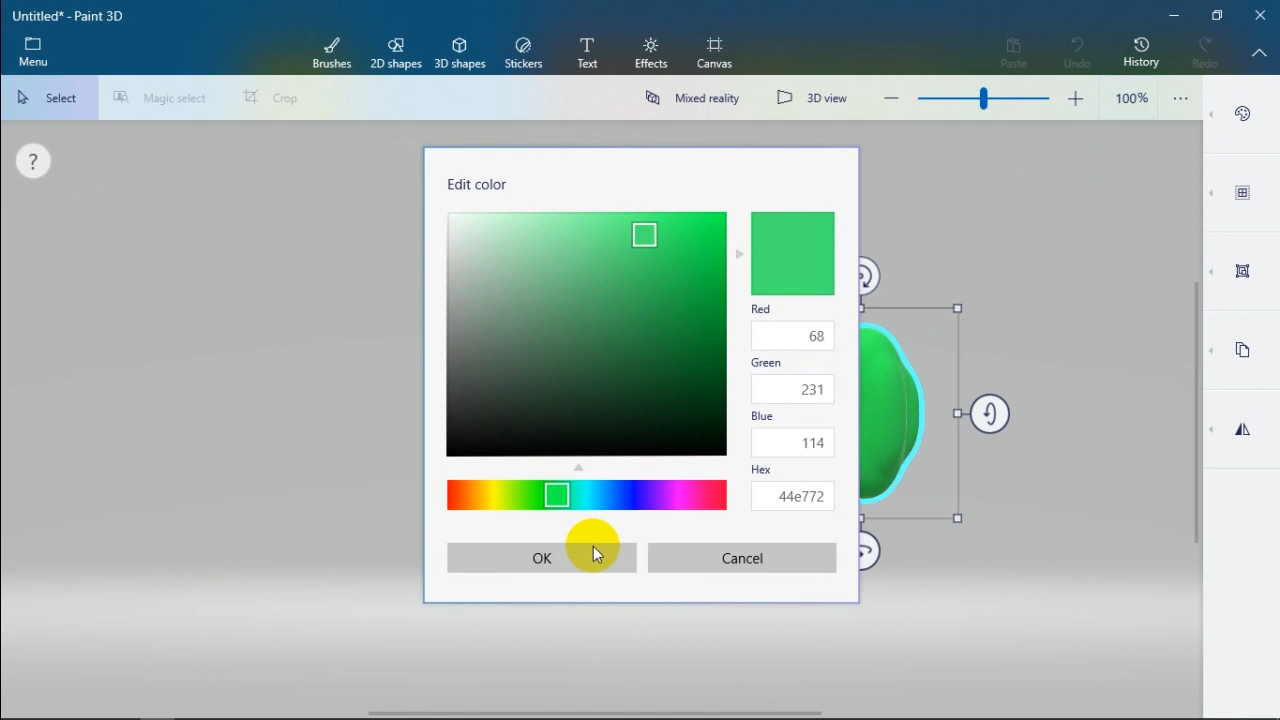 Untitled* - Paint 3D
Menu
Brushes
2D shapes
3D shapes
Stickers
Text
Effects
Canvas
Paste
Undo
History
Redo
Select
Magic select
Crop
Mixed reality
3D view
100%
?
Edit color
Red
68
Green
231
Blue
114
Hex
44e772
OK
Cancel